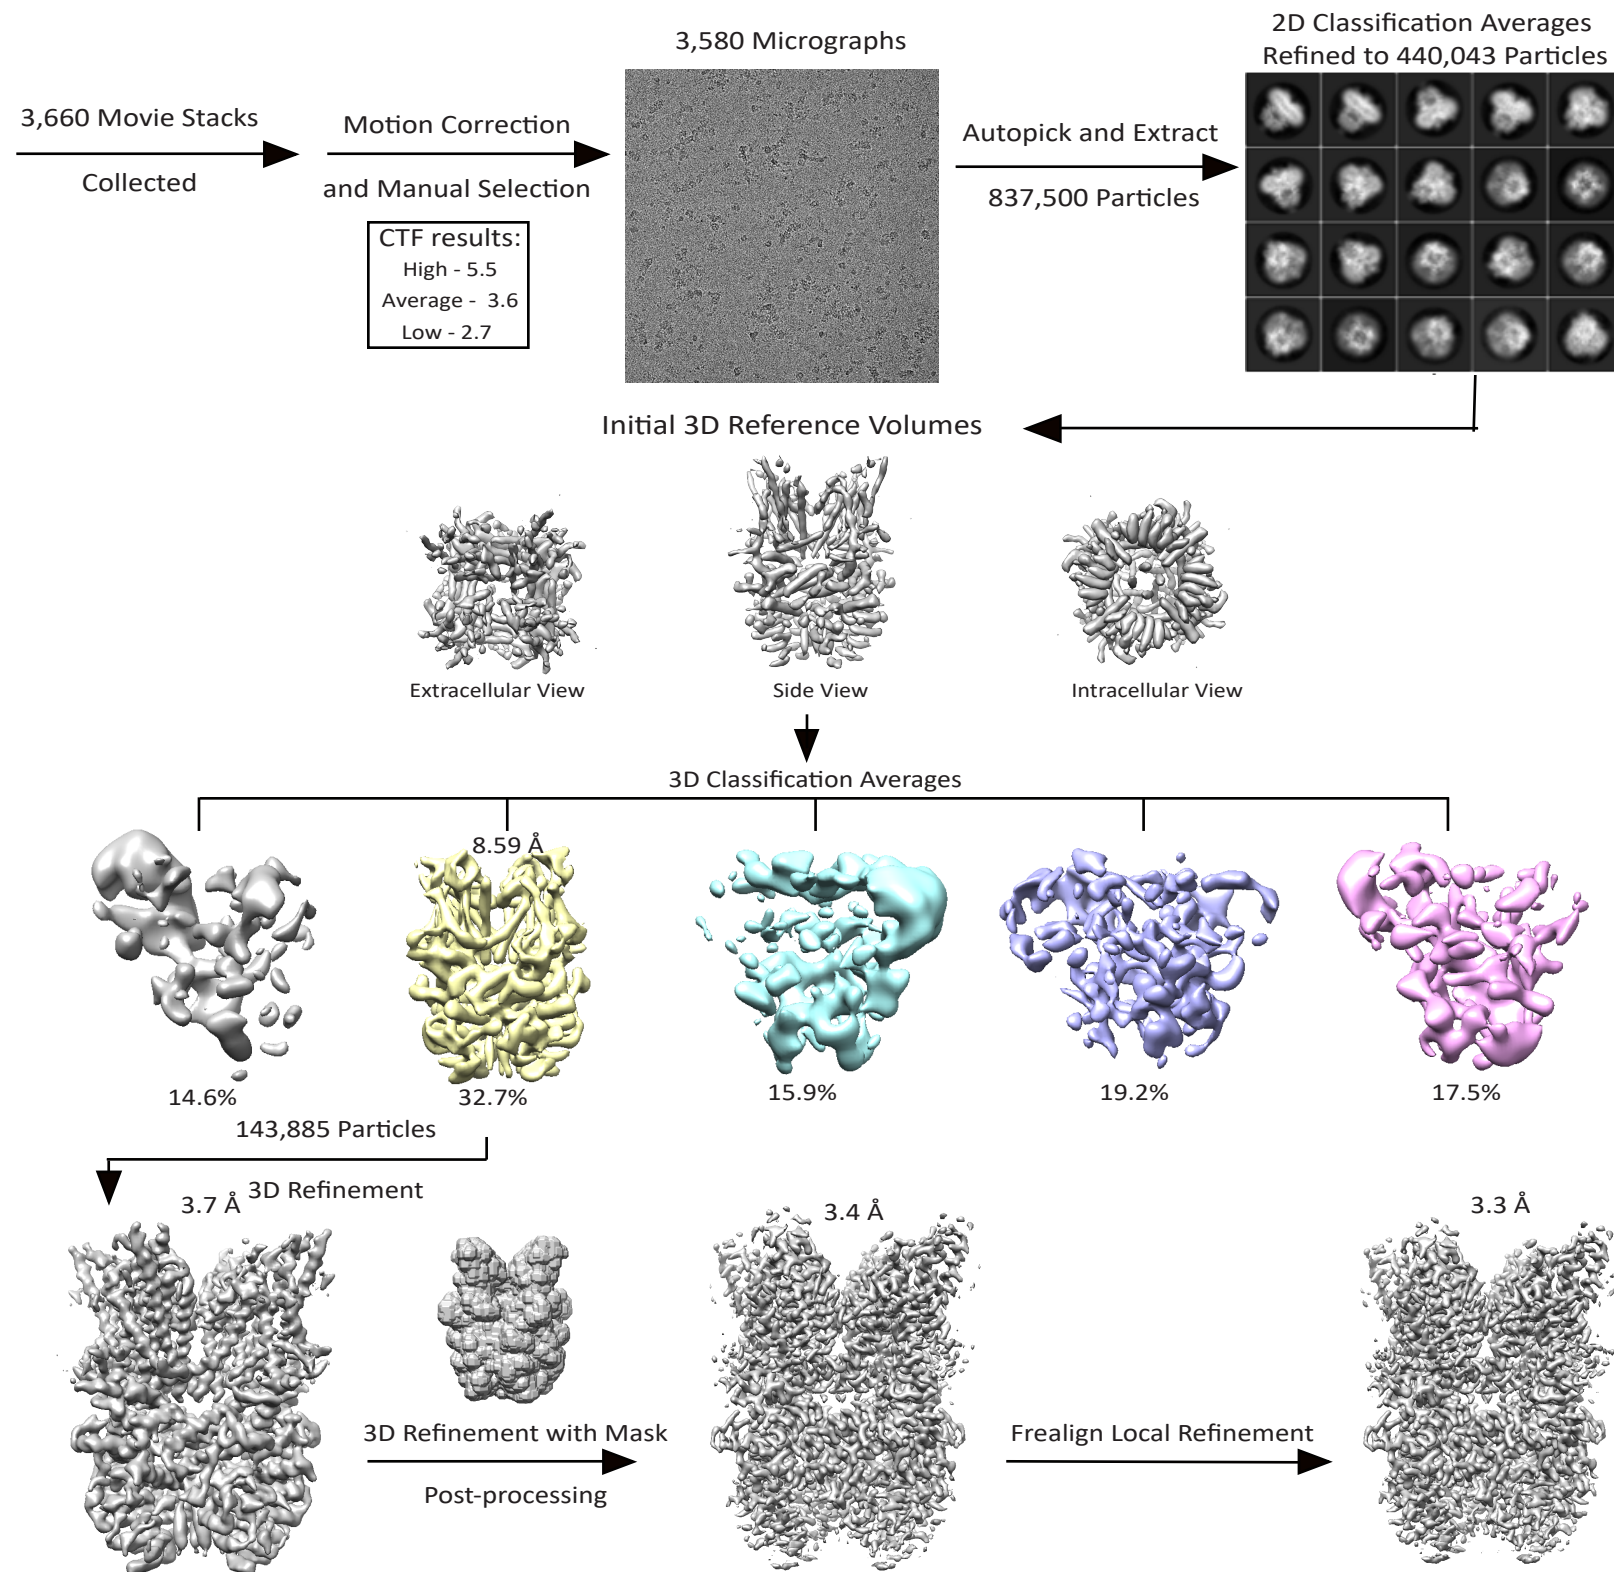 3,660 Movie Stacks
Collected
Motion Correction
and Manual Selection
CTF results:
High - 5.5
Average - 3.6
Low - 2.7
3,580 Micrographs
Autopick and Extract
837,500 Particles
2D Classification Averages
Refined to 440,043 Particles
Initial 3D Reference Volumes
Extracellular View
Side View
Intracellular View
3D Classification Averages
8.59 Å
14.6%
32.7%
15.9%
19.2%
17.5%
143,885 Particles
3D Refinement
3.7 Å
3D Refinement with Mask
Post-processing
3.4 Å
Frealign Local Refinement
3.3 Å